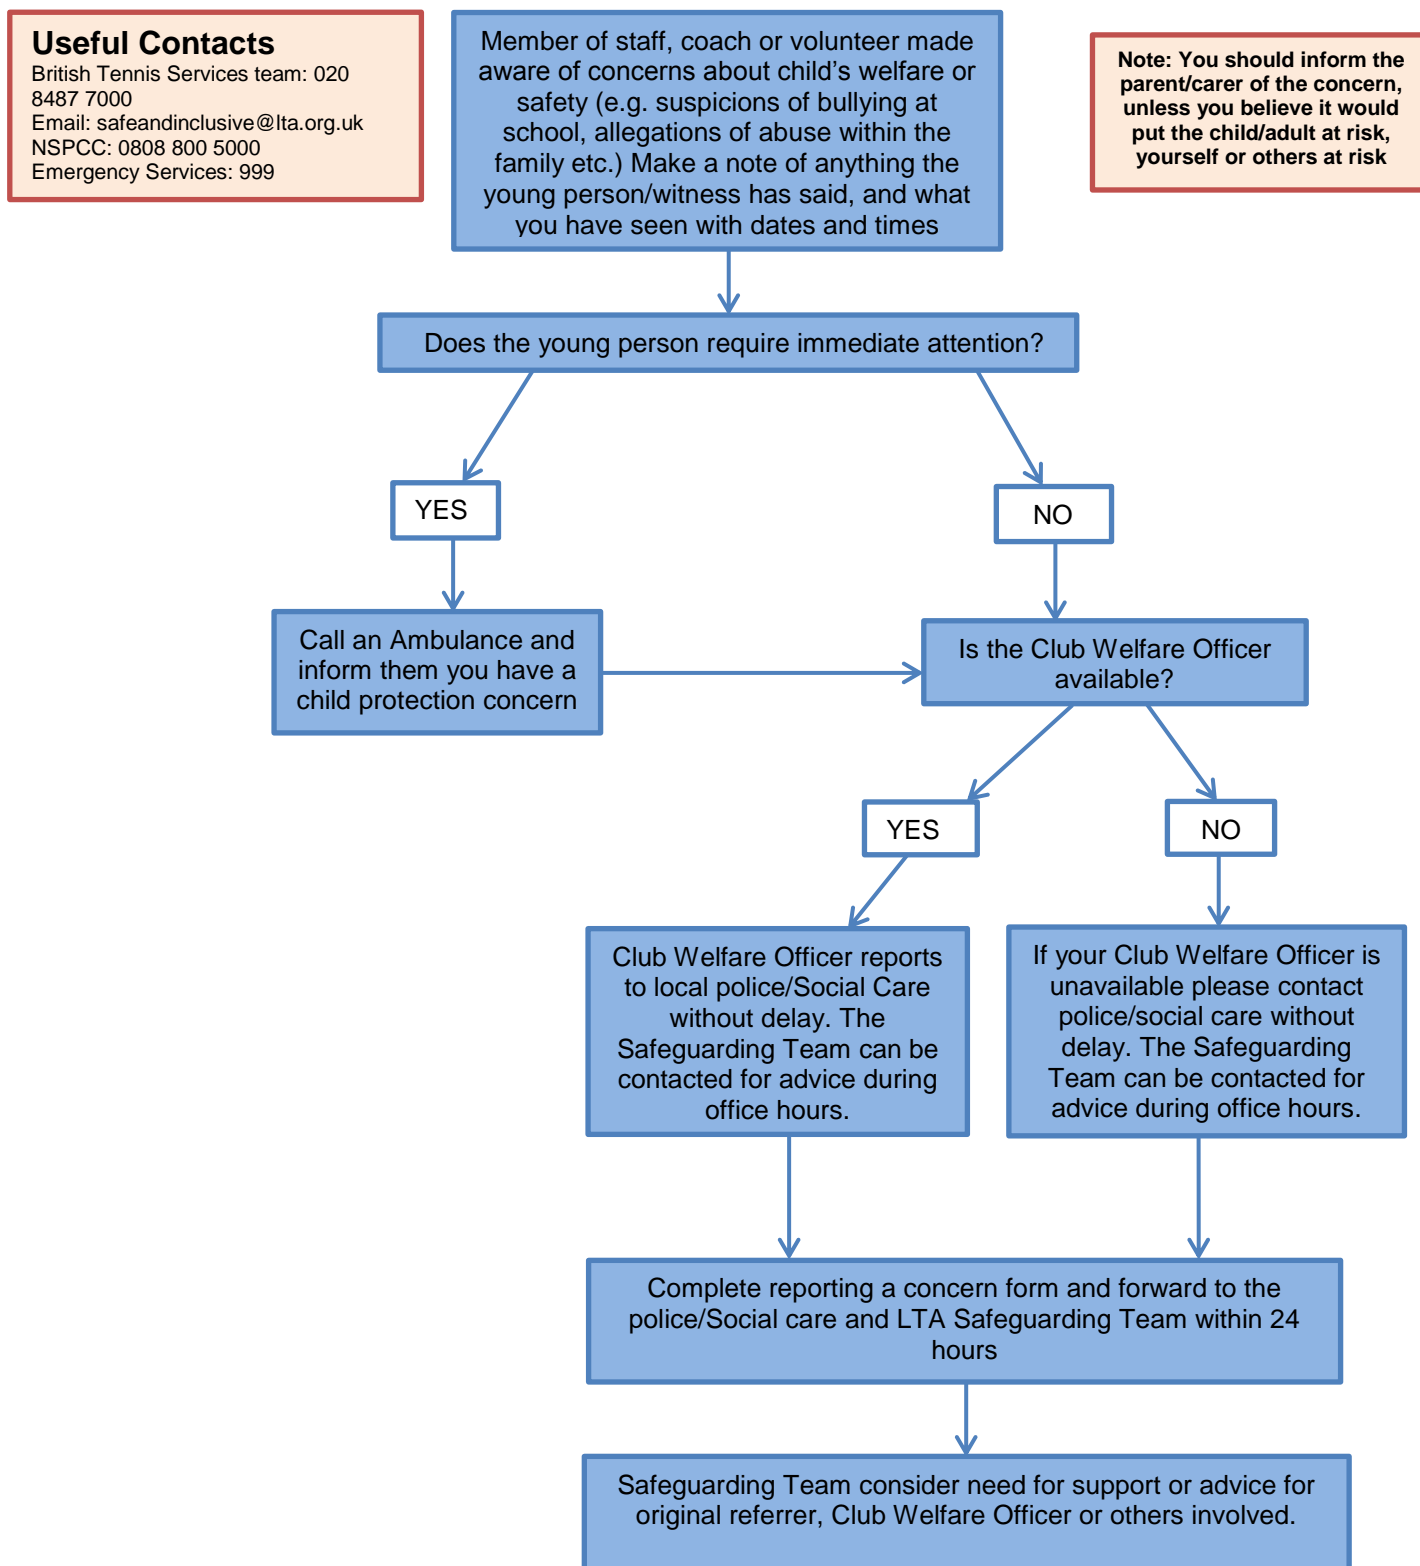 Useful Contacts
British Tennis Services team: 020
8487 7000
Email: safeandinclusive@lta.org.uk
NSPCC: 0808 800 5000
Emergency Services: 999
Member of staff, coach or volunteer made
aware of concerns about child's welfare or
safety (e.g. suspicions of bullying at
school, allegations of abuse within the
family etc.) Make a note of anything the
young person/witness has said, and what
you have seen with dates and times
Note: You should inform the
parent/carer of the concern,
unless you believe it would
put the child/adult at risk,
yourself or others at risk
Does the young person require immediate attention?
YES
NO
Call an Ambulance and
inform them you have a
child protection concern
Is the Club Welfare Officer
available?
YES
NO
Club Welfare Officer reports
to local police/Social Care
without delay. The
Safeguarding Team can be
contacted for advice during
office hours.
If your Club Welfare Officer is
unavailable please contact
police/social care without
delay. The Safeguarding
Team can be contacted for
advice during office hours.
Complete reporting a concern form and forward to the
police/Social care and LTA Safeguarding Team within 24
hours
Safeguarding Team consider need for support or advice for
original referrer, Club Welfare Officer or others involved.